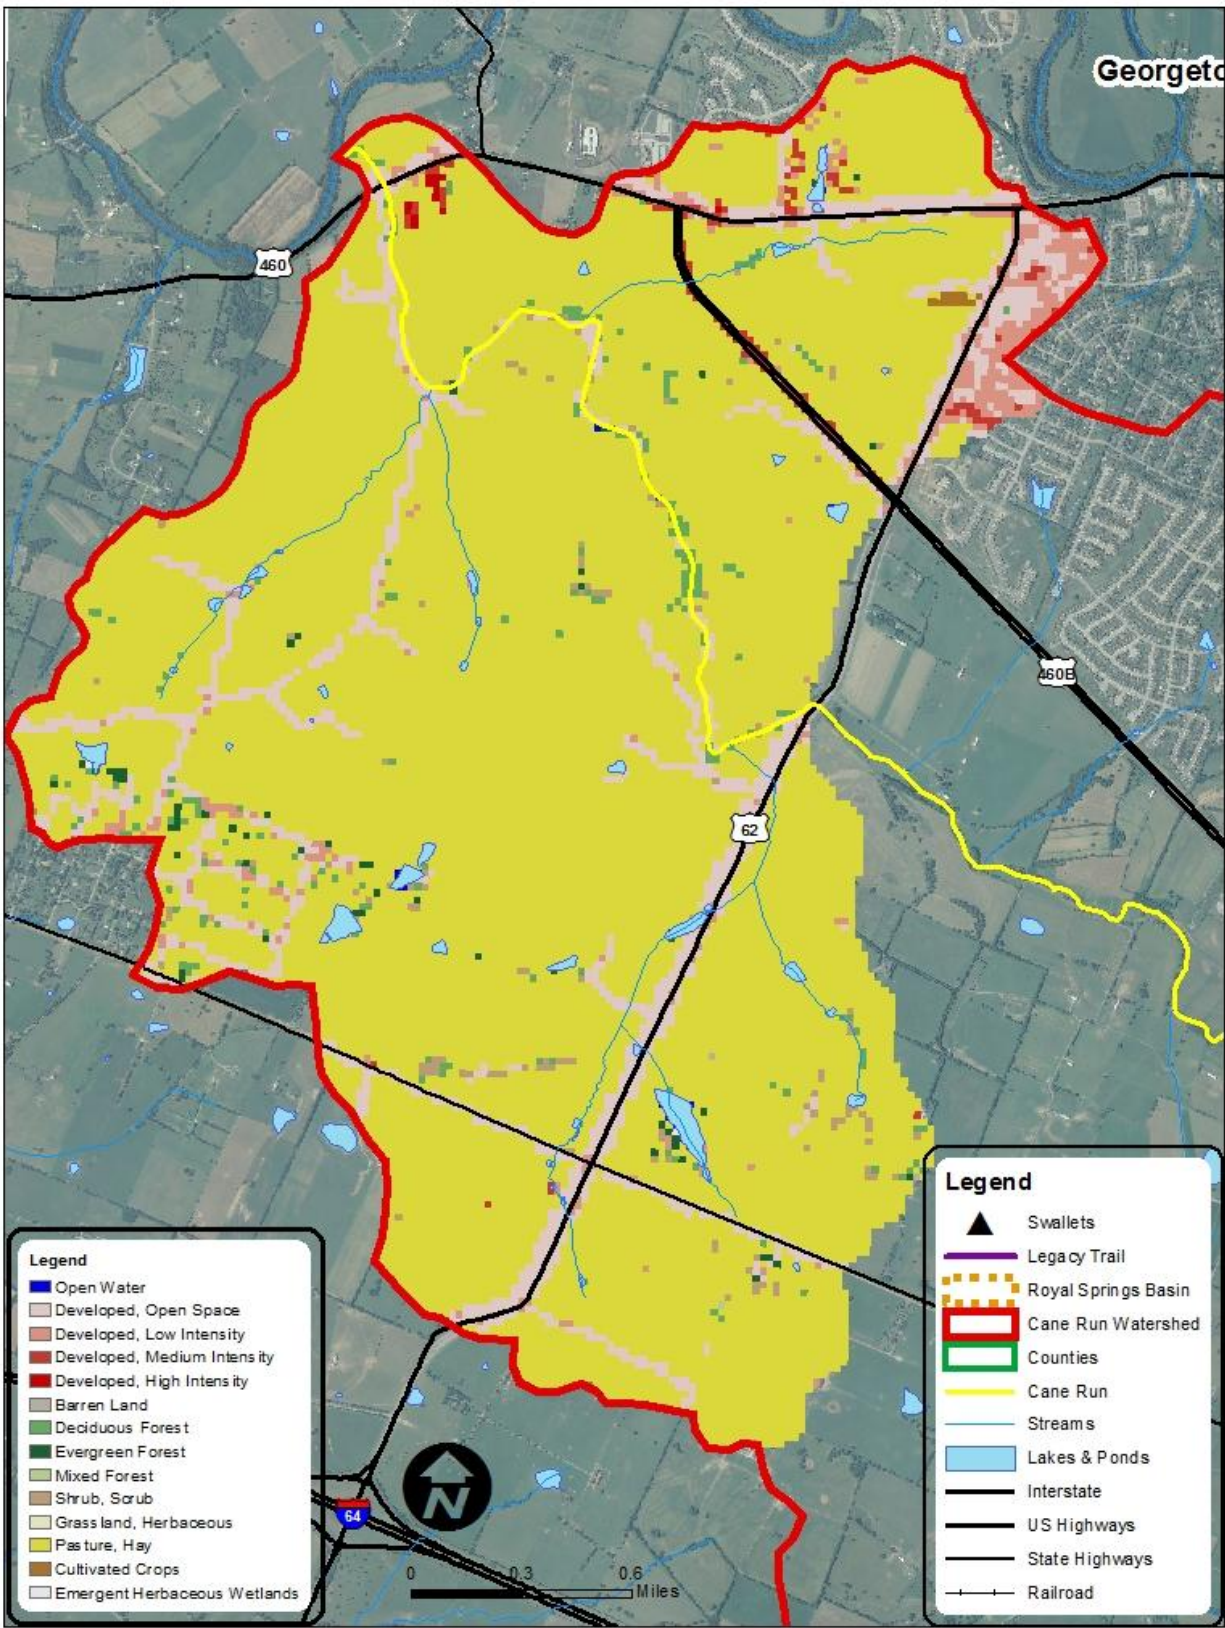 Georgeto
460
460B
62
Legend
Swallets
Legacy Trail
Royal Springs Basin
Cane Run Watershed
Counties
Cane Run
Streams
Lakes & Ponds
Interstate
US Highways
State Highways
Railroad
Legend
Open Water
Developed, Open Space
Developed, Low Intensity
Developed, Medium Intensity
Developed, High Intensity
Barren Land
Deciduous Forest
Evergreen Forest
Mixed Forest
Shrub, Scrub
Grassland, Herbaceous
Pasture, Hay
Cultivated Crops
Emergent Herbaceous Wetlands
64
N
0 0.3 0.6
Miles